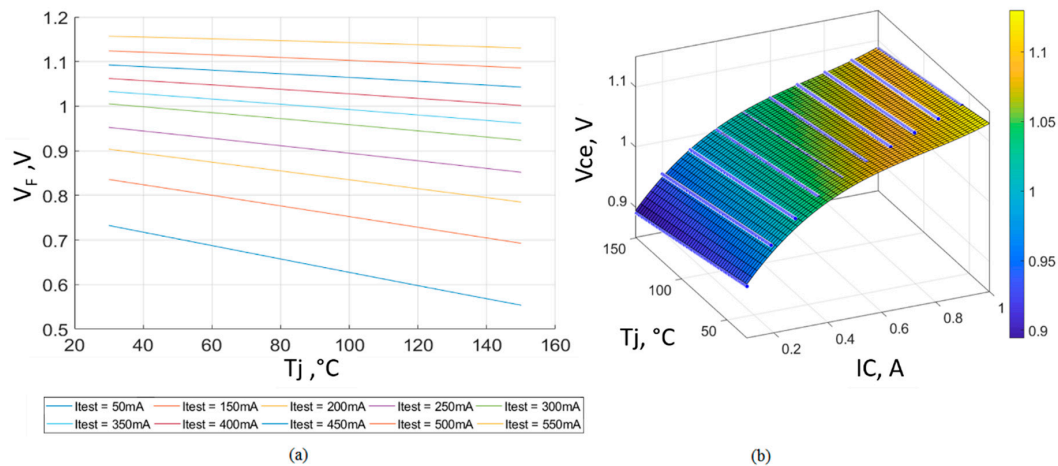 1.2
1.1
1
0.9
0.8
0.7
0.6
0.5
V_F ,V
20 40 60 80 100 120 140 160
Tj ,°C
Itest = 50mA Itest = 150mA Itest = 200mA Itest = 250mA Itest = 300mA
Itest = 350mA Itest = 400mA Itest = 450mA Itest = 500mA Itest = 550mA
(a)
1.1
1
0.9
Vce, V
150
100
50
Tj, °C
0.2 0.4 0.6 0.8 1
IC, A
1.1
1.05
1
0.95
0.9
(b)